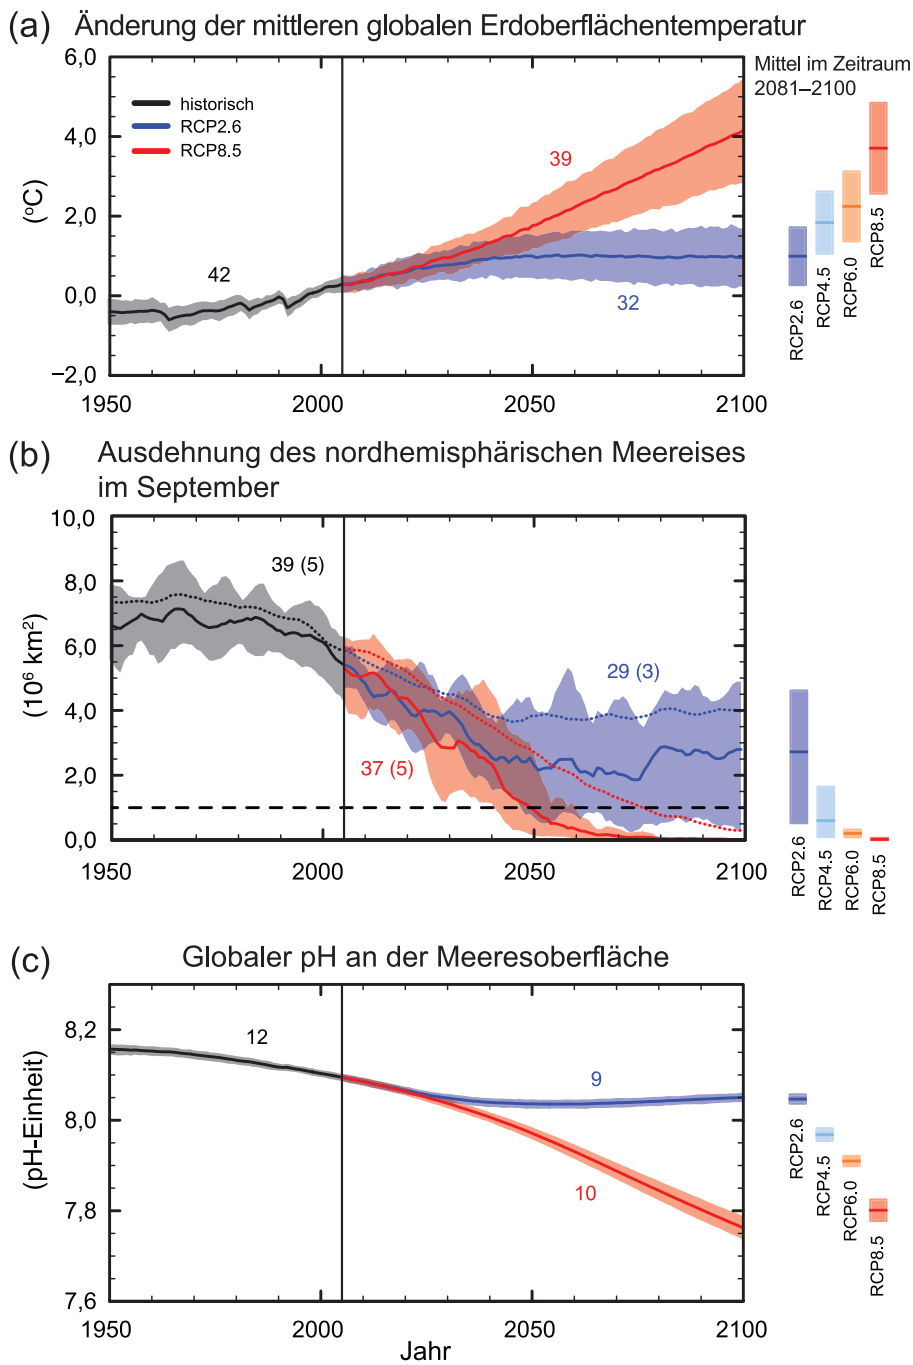 (a) Änderung der mittleren globalen Erdoberflächentemperatur
Mittel im Zeitraum
2081–2100
(°C)
6,0
4,0
2,0
0,0
−2,0
historisch
RCP2.6
RCP8.5
42
39
32
1950
2000
2050
2100
RCP2.6
RCP4.5
RCP6.0
RCP8.5
(b) Ausdehnung des nordhemisphärischen Meereises
im September
(10⁶ km²)
10,0
8,0
6,0
4,0
2,0
0,0
39 (5)
29 (3)
37 (5)
1950
2000
2050
2100
RCP2.6
RCP4.5
RCP6.0
RCP8.5
(c) Globaler pH an der Meeresoberfläche
(pH-Einheit)
8,2
8,0
7,8
7,6
12
9
10
1950
2000
2050
2100
Jahr
RCP2.6
RCP4.5
RCP6.0
RCP8.5